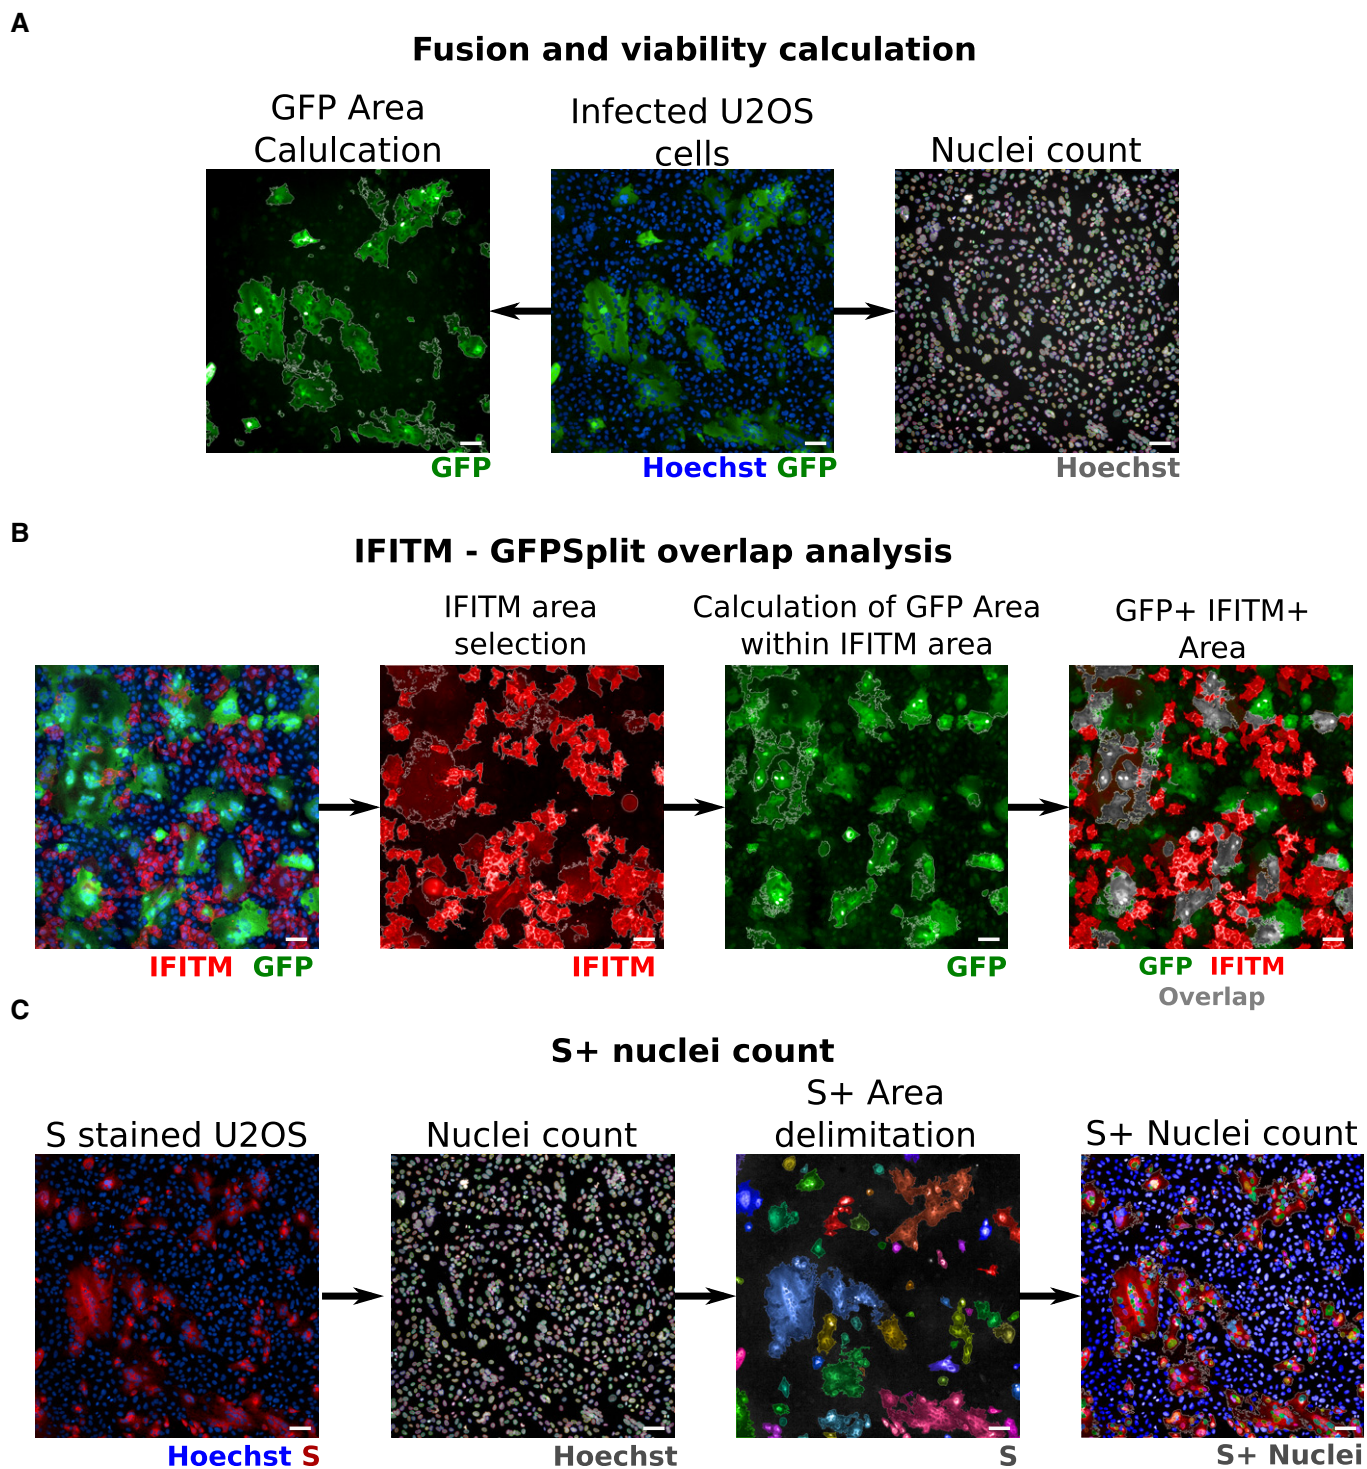 A
Fusion and viability calculation
GFP Area
Calulcation
Infected U2OS
cells
Nuclei count
GFP
Hoechst GFP
Hoechst
B
IFITM - GFPSplit overlap analysis
IFITM area
selection
Calculation of GFP Area
within IFITM area
GFP+ IFITM+
Area
IFITM GFP
IFITM
GFP
GFP IFITM
Overlap
C
S+ nuclei count
S stained U2OS
Nuclei count
S+ Area
delimitation
S+ Nuclei count
Hoechst S
Hoechst
S
S+ Nuclei